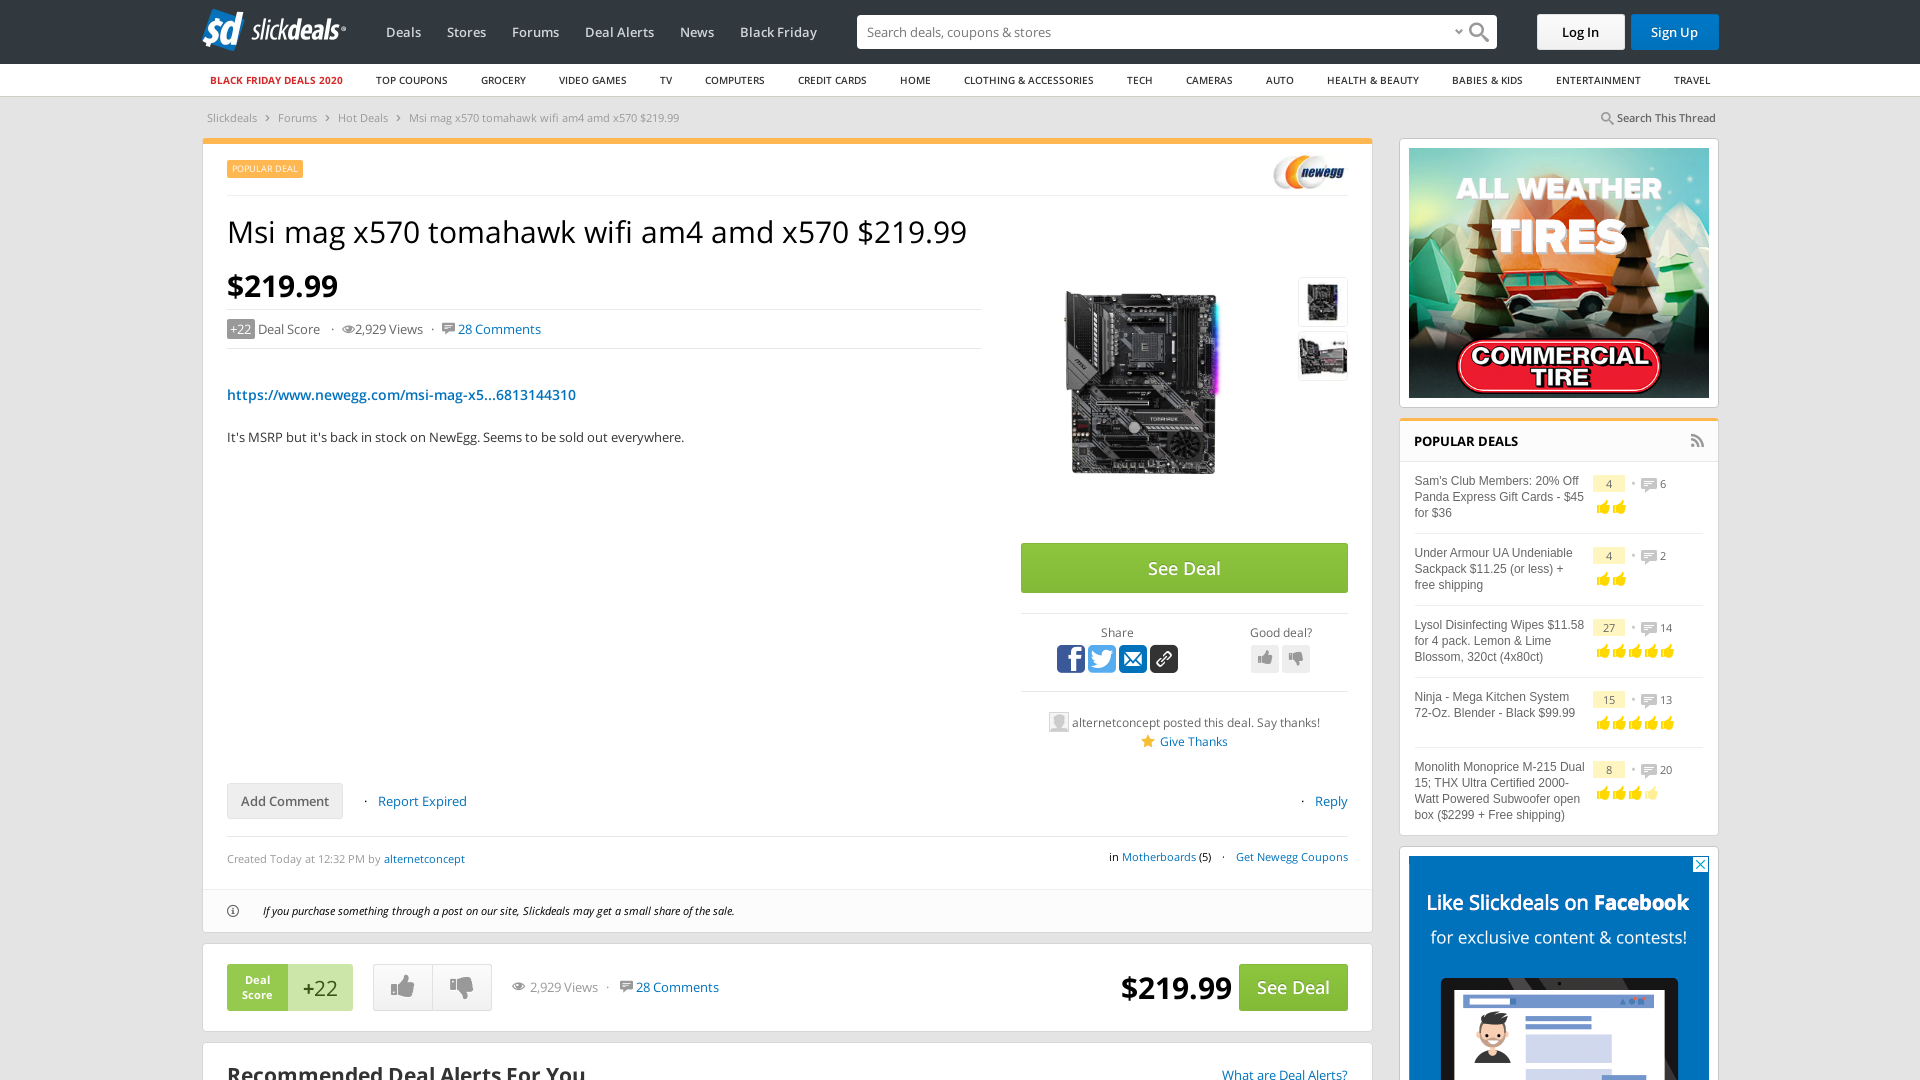 slickdeals
Deals Stores Forums Deal Alerts News Black Friday
Search deals, coupons & shops
Log In Sign Up
BLACK FRIDAY DEALS 2020 TOP COUPONS GROCERY VIDEO GAMES TV COMPUTERS CREDIT CARDS HOME CLOTHING & ACCESSORIES TECH CAMERAS AUTO HEALTH & BEAUTY BABIES & KIDS ENTERTAINMENT TRAVEL
Slickdeals › Forums › Hot Deals › Msi mag x570 tomahawk wifi am4 amd x570 $219.99
Search This Thread
POPULAR DEAL
newegg
Msi mag x570 tomahawk wifi am4 amd x570 $219.99
$219.99
+22 Deal Score · 2,929 Views · 28 Comments
https://www.newegg.com/msi-mag-x5...6813144310
It's MSRP but it's back in stock on NewEgg. Seems to be sold out everywhere.
TOMAHAWK
See Deal
Share
Good deal?
alternetconcept posted this deal. Say thanks!
Give Thanks
Add Comment · Report Expired
· Reply
Created Today at 12:32 PM by alternetconcept
in Motherboards (5) · Get Newegg Coupons
If you purchase something through a post on our site, Slickdeals may get a small share of the sale.
Deal Score
+22
2,929 Views · 28 Comments
$219.99
See Deal
Recommended Deal Alerts For You
What are Deal Alerts?
ALL WEATHER
TIRES
COMMERCIAL
TIRE
POPULAR DEALS
Sam's Club Members: 20% Off
Panda Express Gift Cards - $45
for $36
4 · 6
Under Armour UA Undeniable
Sackpack $11.25 (or less) +
free shipping
4 · 2
Lysol Disinfecting Wipes $11.58
for 4 pack. Lemon & Lime
Blossom, 320ct (4x80ct)
27 · 14
Ninja - Mega Kitchen System
72-Oz. Blender - Black $99.99
15 · 13
Monolith Monoprice M-215 Dual
15; THX Ultra Certified 2000-
Watt Powered Subwoofer open
box ($2299 + Free shipping)
8 · 20
Like Slickdeals on Facebook
for exclusive content & contests!